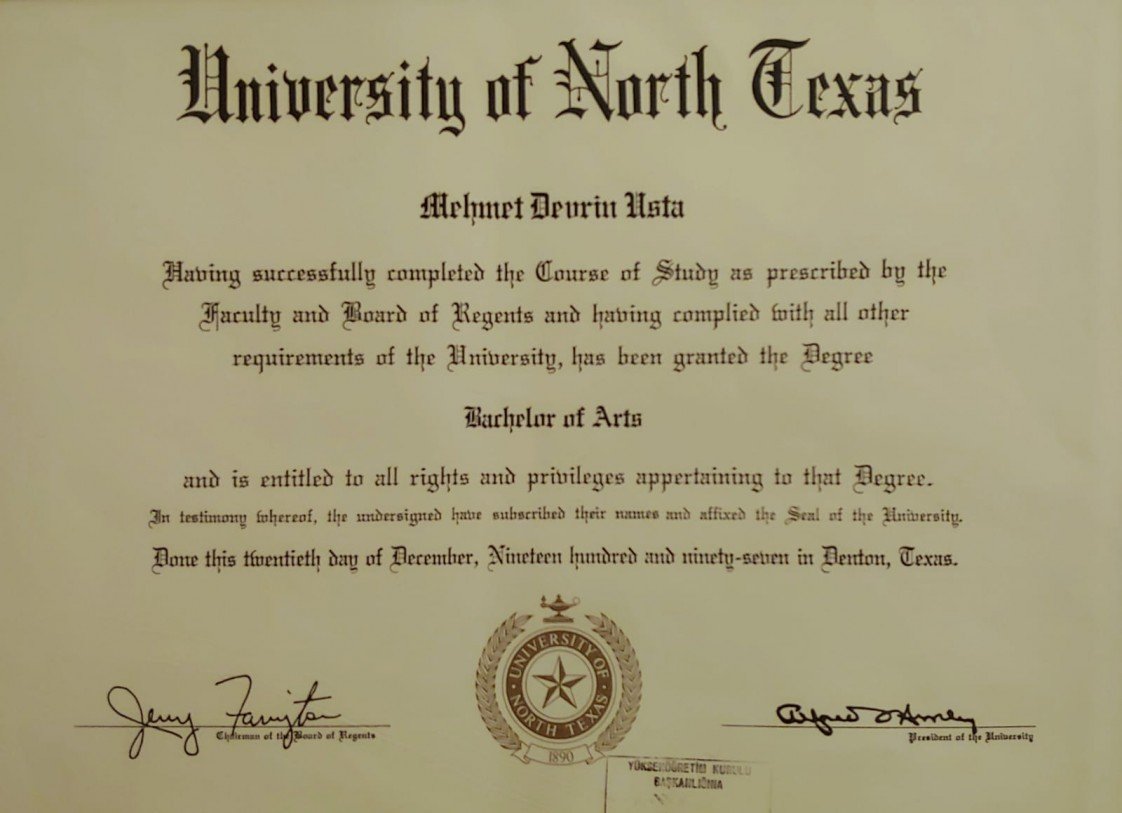 University of North Texas
Mehmet Devrin Usta
Having successfully completed the Course of Study as prescribed by the
Faculty and Board of Regents and having complied with all other
requirements of the University, has been granted the Degree
Bachelor of Arts
and is entitled to all rights and privileges appertaining to that Degree.
In testimony whereof, the undersigned have subscribed their names and affixed the Seal of the University.
Done this twentieth day of December, Nineteen hundred and ninety-seven in Denton, Texas.
UNIVERSITY OF
NORTH TEXAS
1890
Jerry Farrington
Chairman of the Board of Regents
Alfred
President of the University
YÜKSEKÖĞRETİM KURULU
BAŞKANLIĞINA